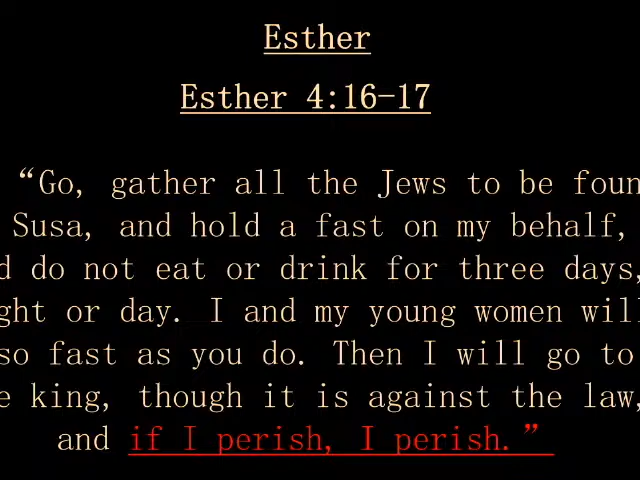 Esther
Esther 4:16-17
“Go, gather all the Jews to be foun
Susa, and hold a fast on my behalf,
d do not eat or drink for three days,
ght or day. I and my young women will
so fast as you do. Then I will go to
e king, though it is against the law,
and if I perish, I perish.”